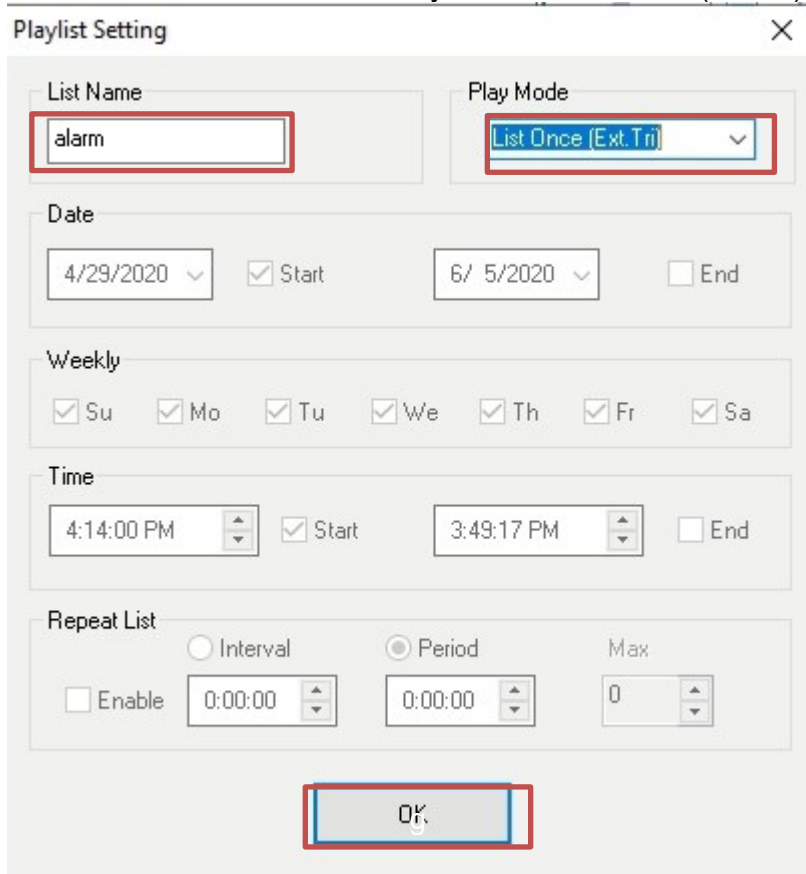 Playlist Setting
List Name
Play Mode
alarm
List Once (Ext.Tri)
Date
4/29/2020
Start
6/ 5/2020
End
Weekly
Su Mo Tu We Th Fr Sa
Time
4:14:00 PM
Start
3:49:17 PM
End
Repeat List
Interval
Period
Max
Enable
0:00:00
0:00:00
0
OK